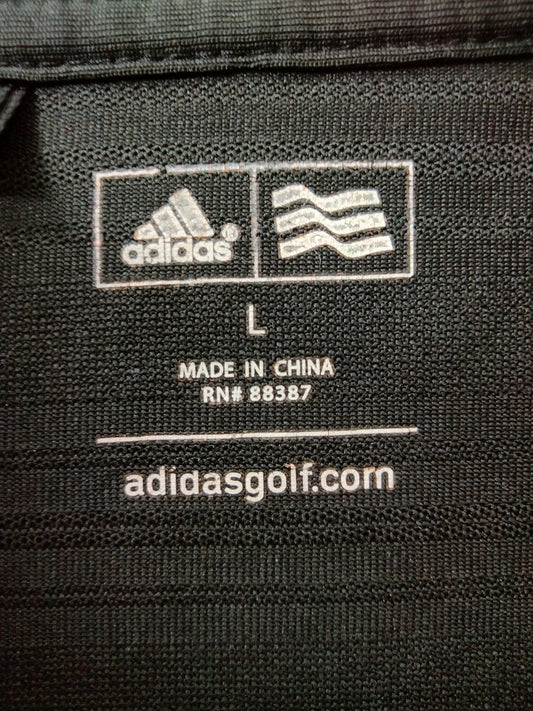 adidas®
L
MADE IN CHINA
RN# 88387
adidasgolf.com